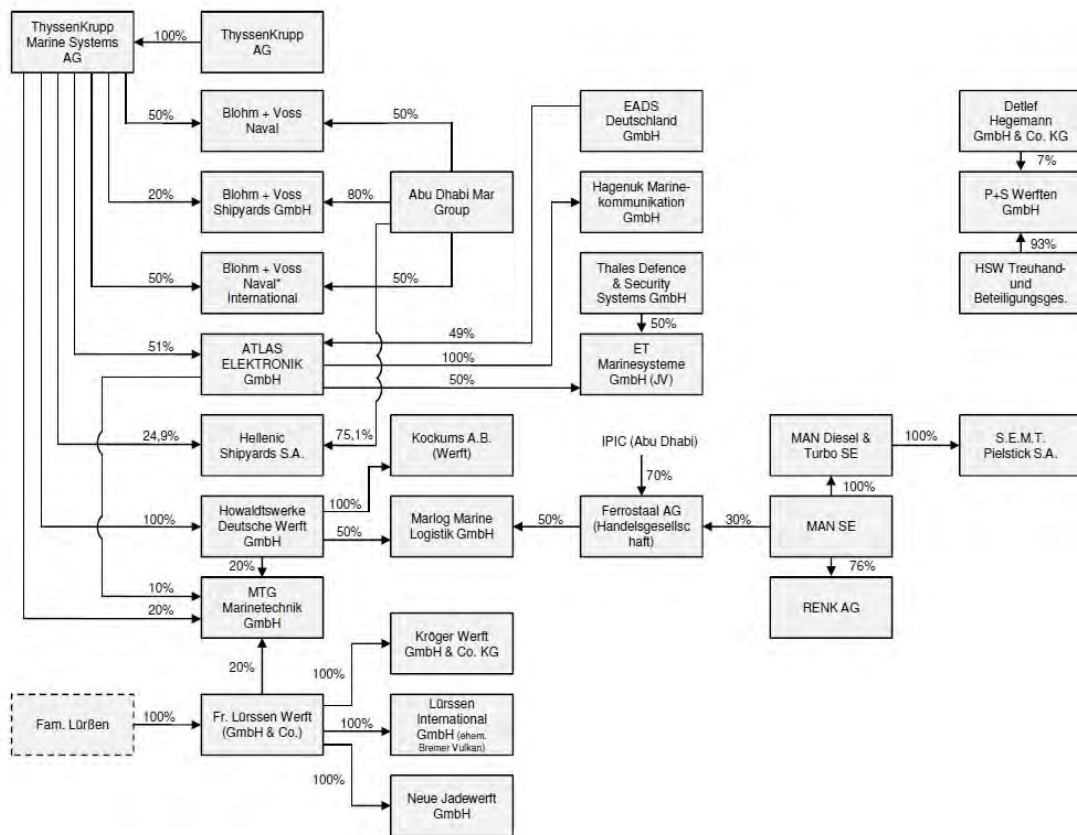 ThyssenKrupp
Marine Systems
AG
100%
ThyssenKrupp
AG
50%
Blohm + Voss
Naval
50%
EADS
Deutschland
GmbH
Detlef
Hegemann
GmbH & Co. KG
7%
20%
Blohm + Voss
Shipyards GmbH
80%
Abu Dhabi Mar
Group
Hagenuk Marine-
kommunikation
GmbH
P+S Werften
GmbH
93%
50%
Blohm + Voss
Naval*
International
50%
Thales Defence
& Security
Systems GmbH
50%
HSW Treuhand-
und
Beteiligungsges.
51%
ATLAS
ELEKTRONIK
GmbH
49%
100%
50%
ET
Marinesysteme
GmbH (JV)
24,9%
Hellenic
Shipyards S.A.
75,1%
Kockums A.B.
(Werft)
IPIC (Abu Dhabi)
70%
MAN Diesel &
Turbo SE
100%
S.E.M.T.
Pielstick S.A.
100%
100%
Howaldtswerke
Deutsche Werft
GmbH
100%
50%
Marlog Marine
Logistik GmbH
50%
Ferrostaal AG
(Handelsgesellsc
haft)
30%
MAN SE
76%
20%
10%
20%
MTG
Marinetechnik
GmbH
RENK AG
20%
Kröger Werft
GmbH & Co. KG
100%
Fam. Lürßen
100%
Fr. Lürssen Werft
(GmbH & Co.)
100%
Lürssen
International
GmbH (ehem.
Bremer Vulkan)
100%
Neue Jadewerft
GmbH